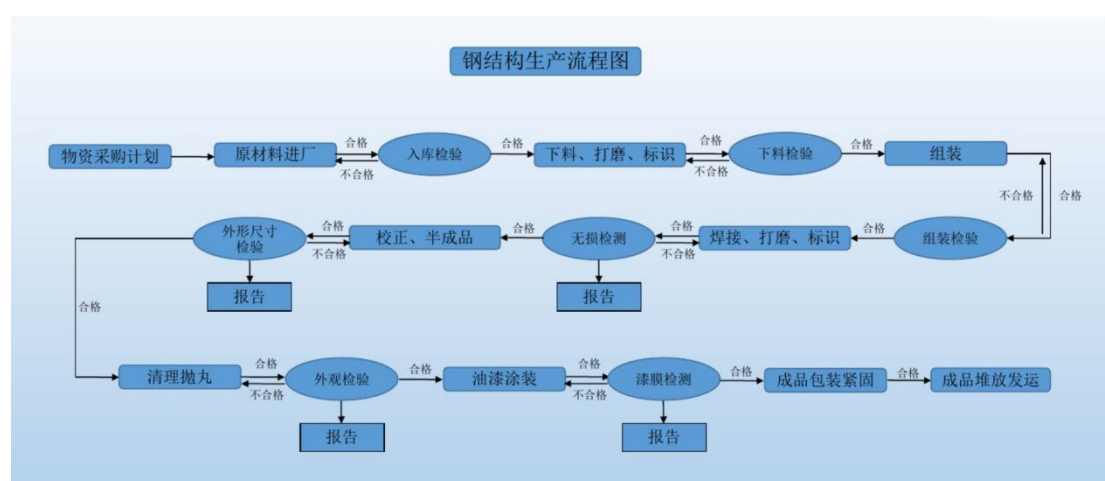 钢结构生产流程图
物资采购计划
原材料进厂
合格
不合格
入库检验
合格
下料、打磨、标识
合格
不合格
下料检验
合格
组装
不合格
合格
外形尺寸
检验
合格
不合格
校正、半成品
合格
无损检测
合格
不合格
焊接、打磨、标识
合格
组装检验
报告
报告
合格
清理抛丸
合格
不合格
外观检验
合格
油漆涂装
合格
不合格
漆膜检测
合格
成品包装紧固
合格
成品堆放发运
报告
报告